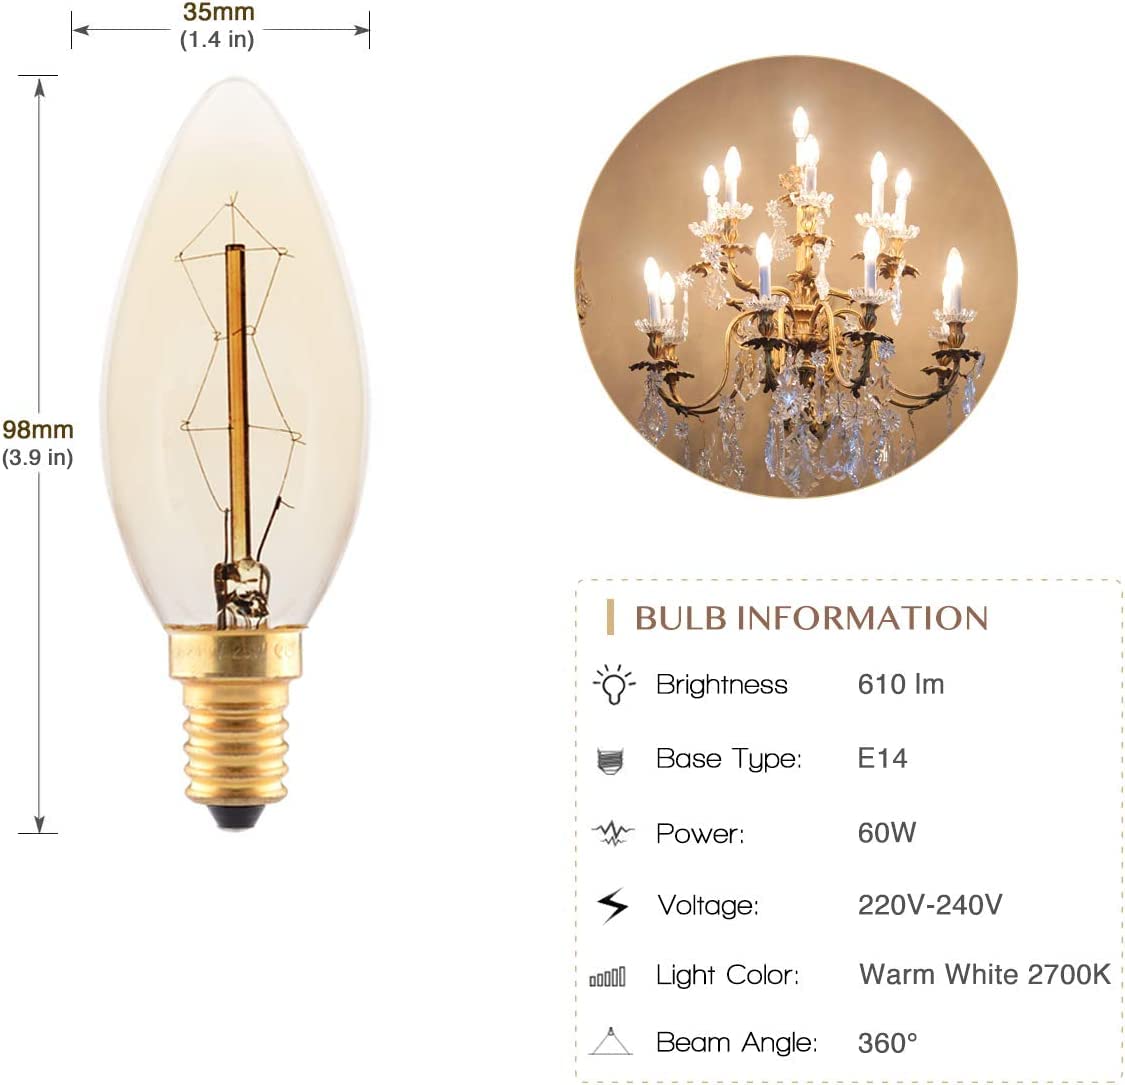 35mm
(1.4 in)
98mm
(3.9 in)
BULB INFORMATION
Brightness 610 lm
Base Type: E14
Power: 60W
Voltage: 220V-240V
Light Color: Warm White 2700K
Beam Angle: 360°